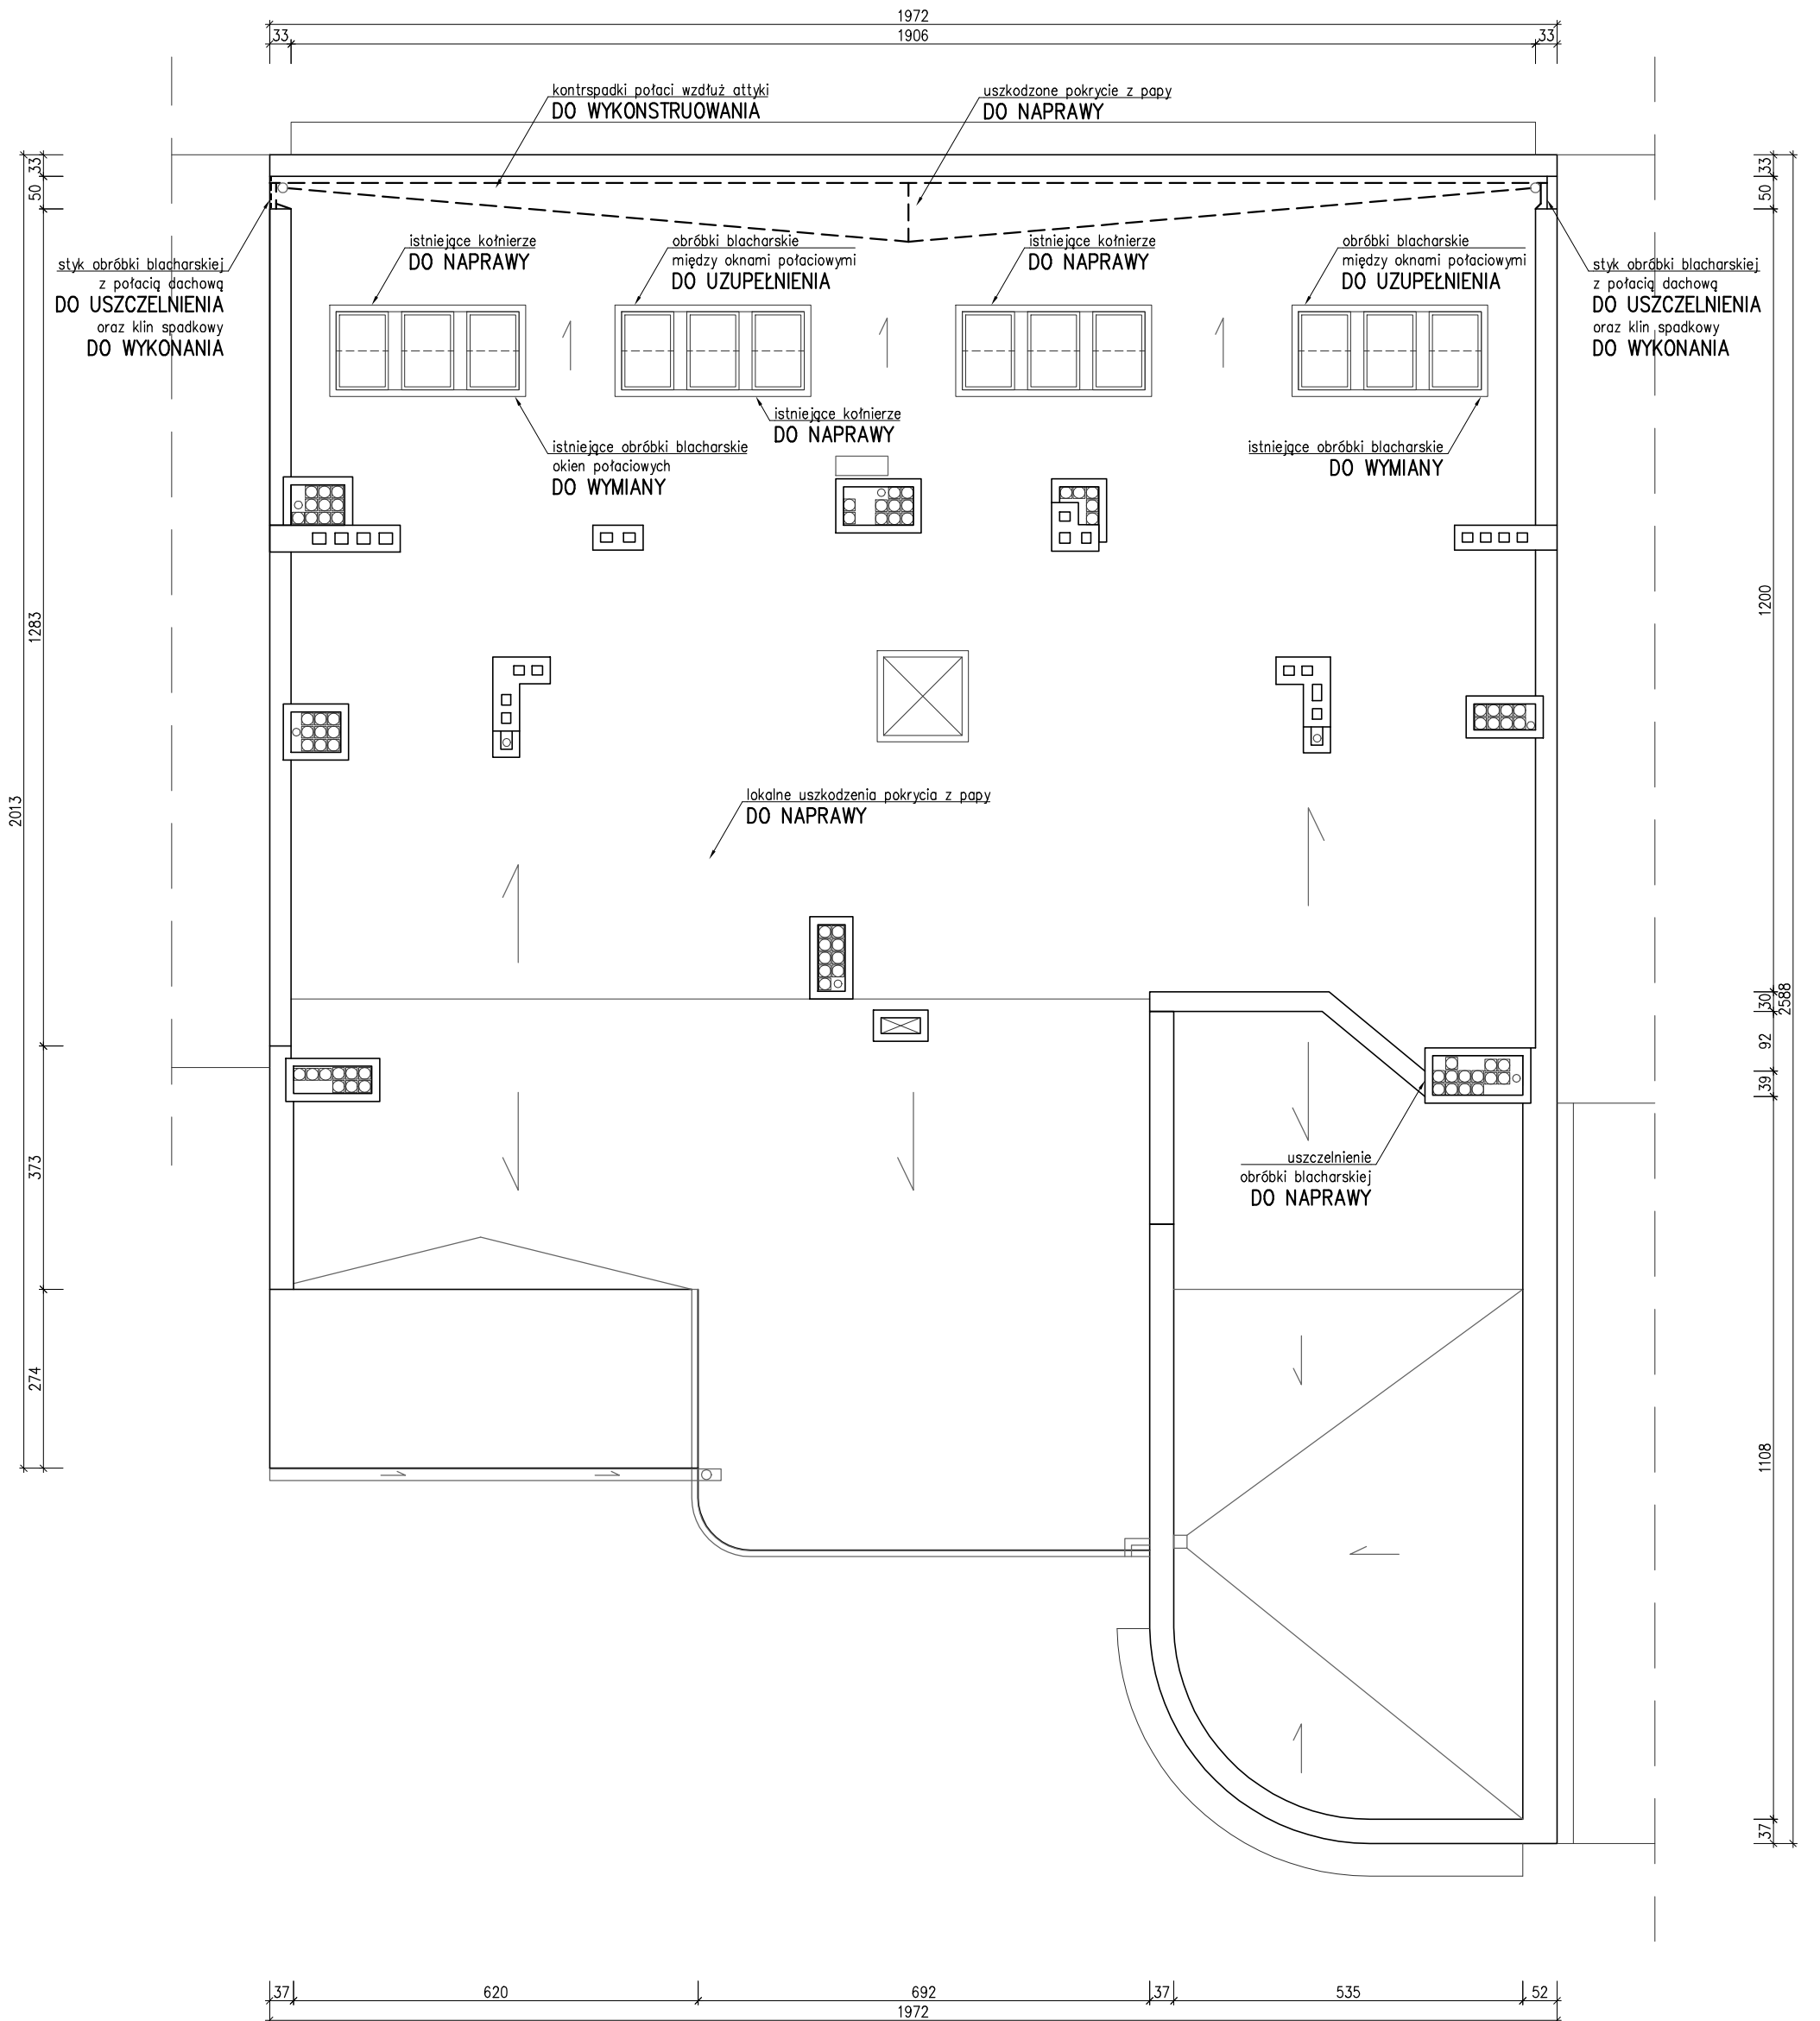 1972
33
1906
33
kontrspadki połaci wzdłuż attyki
DO WYKONSTRUOWANIA
uszkodzone pokrycie z papy
DO NAPRAWY
33
50
1283
373
274
2013
33
50
1200
30
92
39
1108
37
2588
styk obróbki blacharskiej
z połacią dachową
DO USZCZELNIENIA
oraz klin spadkowy
DO WYKONANIA
istniejące kołnierze
DO NAPRAWY
obróbki blacharskie
między oknami połaciowymi
DO UZUPEŁNIENIA
istniejące kołnierze
DO NAPRAWY
obróbki blacharskie
między oknami połaciowymi
DO UZUPEŁNIENIA
styk obróbki blacharskiej
z połacią dachową
DO USZCZELNIENIA
oraz klin spadkowy
DO WYKONANIA
istniejące obróbki blacharskie
okien połaciowych
DO WYMIANY
istniejące kołnierze
DO NAPRAWY
istniejące obróbki blacharskie
DO WYMIANY
lokalne uszkodzenia pokrycia z papy
DO NAPRAWY
uszczelnienie
obróbki blacharskiej
DO NAPRAWY
37
620
692
37
535
52
1972